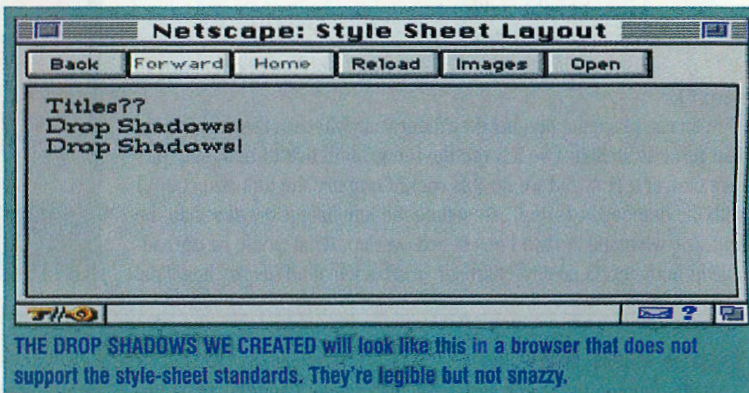 Netscape: Style Sheet Layout
Back Forward Home Reload Images Open
Titles??
Drop Shadows!
Drop Shadows!
?
THE DROP SHADOWS WE CREATED will look like this in a browser that does not
support the style-sheet standards. They're legible but not snazzy.